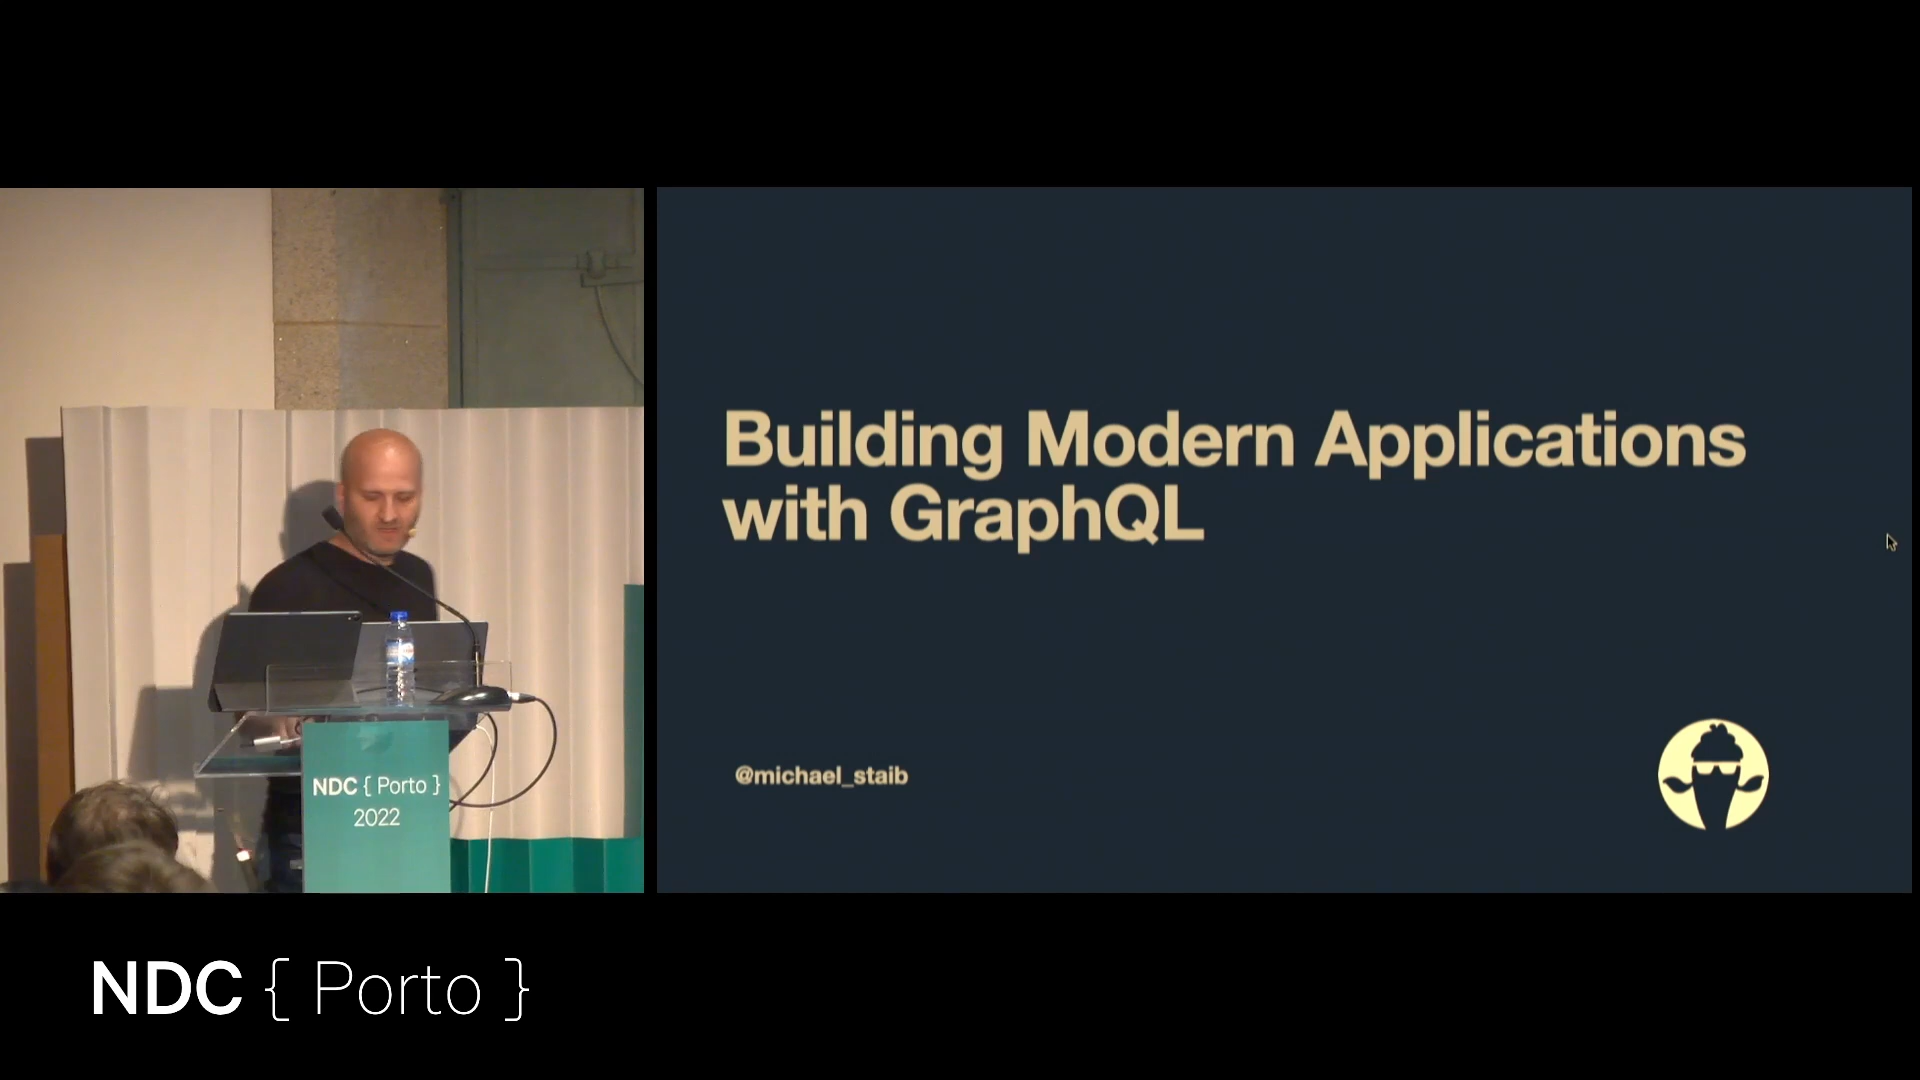 Building Modern Applications
with GraphQL
@michael_staib
NDC { Porto }
2022
NDC { Porto }